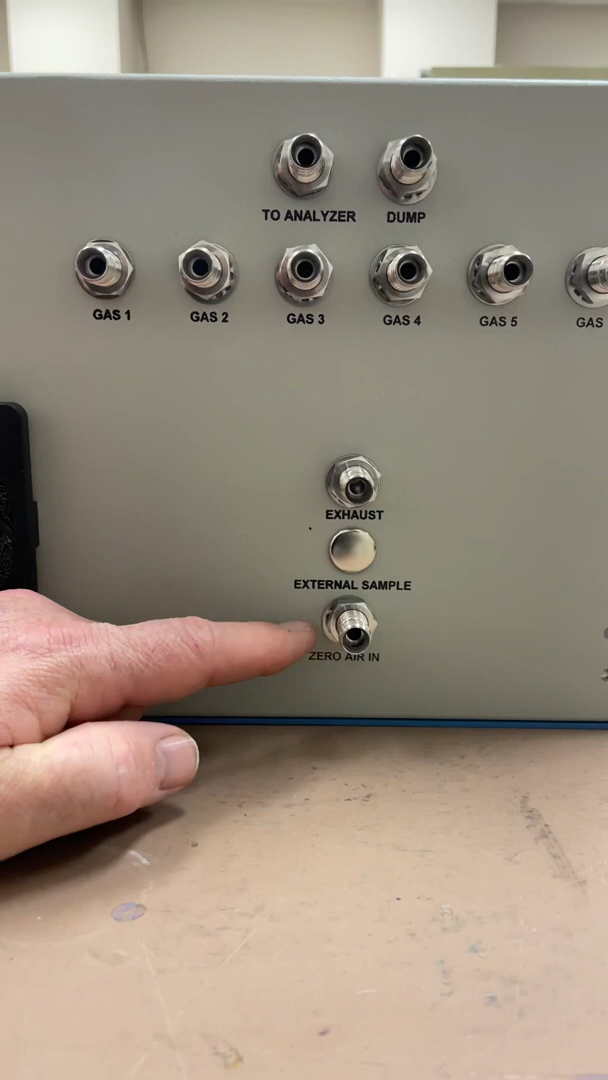 TO ANALYZER DUMP
GAS 1 GAS 2 GAS 3 GAS 4 GAS 5 GAS
EXHAUST
EXTERNAL SAMPLE
ZERO AIR IN